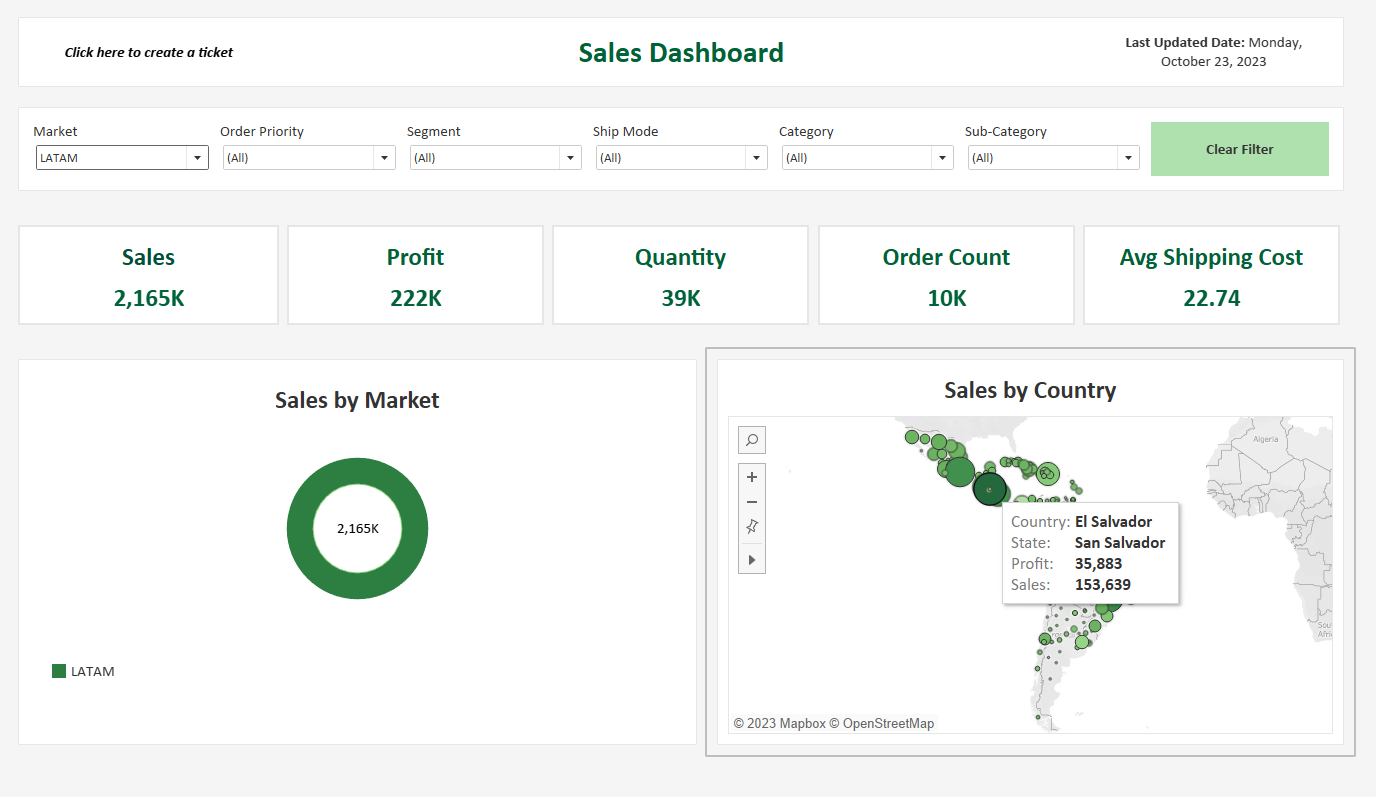 Click here to create a ticket
Sales Dashboard
Last Updated Date: Monday,
October 23, 2023
Market
Order Priority
Segment
Ship Mode
Category
Sub-Category
LATAM
(All)
(All)
(All)
(All)
(All)
Clear Filter
Sales
2,165K
Profit
222K
Quantity
39K
Order Count
10K
Avg Shipping Cost
22.74
Sales by Market
2,165K
LATAM
Sales by Country
Algeria
Country: El Salvador
State: San Salvador
Profit: 35,883
Sales: 153,639
© 2023 Mapbox © OpenStreetMap